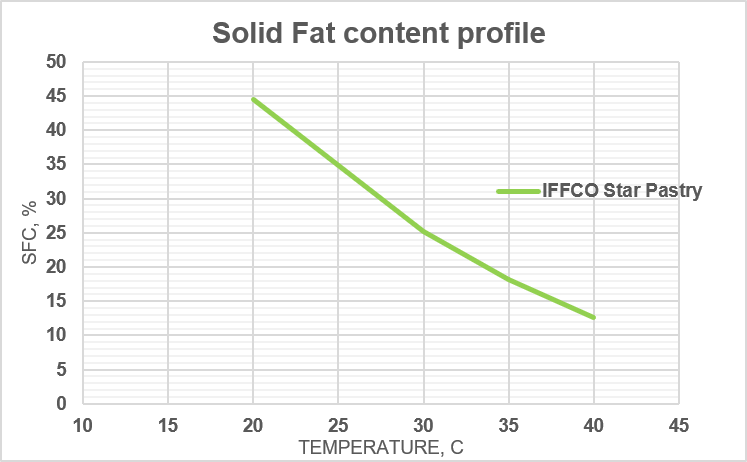 Solid Fat content profile
50
45
40
35
30
25
20
15
10
5
0
SFC, %
IFFCO Star Pastry
10 15 20 25 30 35 40 45
TEMPERATURE, C